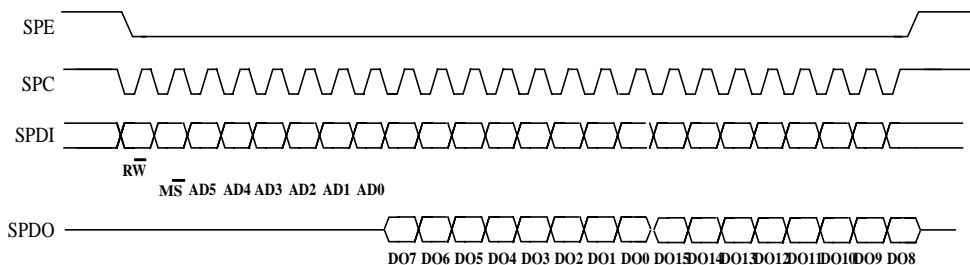 SPE
SPC
SPDI
RW̅
MS̅ AD5 AD4 AD3 AD2 AD1 AD0
SPDO
DO7 DO6 DO5 DO4 DO3 DO2 DO1 DO0 DO15 DO14 DO13 DO12 DO11 DO10 DO9 DO8